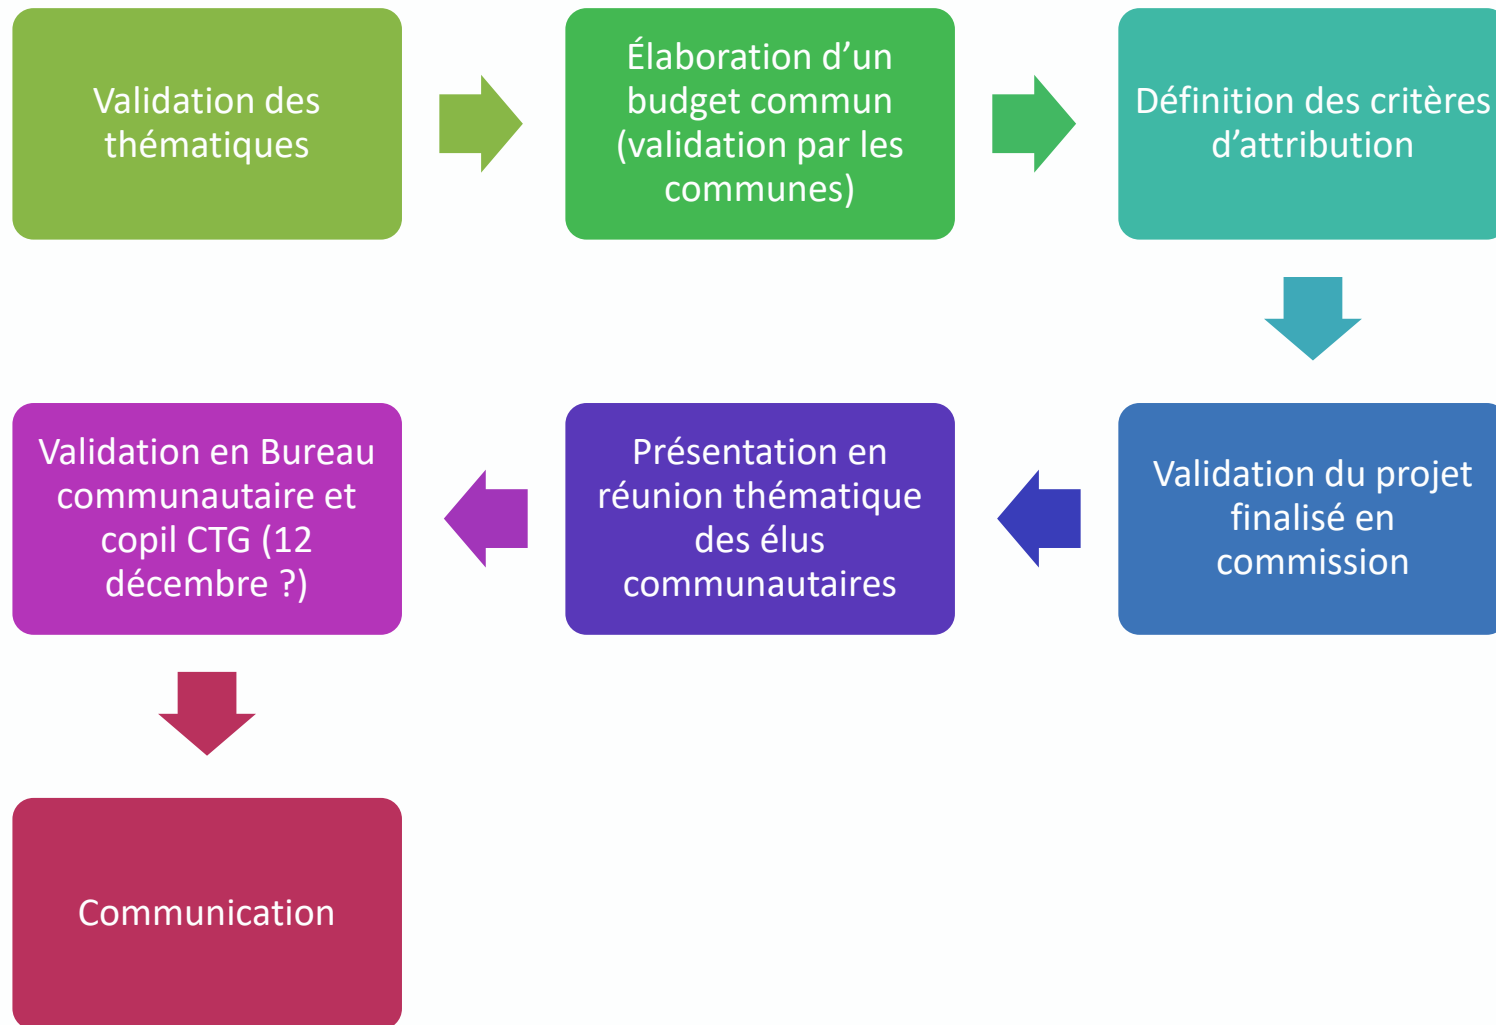 Validation des
thématiques
Élaboration d’un
budget commun
(validation par les
communes)
Définition des critères
d’attribution
Validation du projet
finalisé en
commission
Présentation en
réunion thématique
des élus
communautaires
Validation en Bureau
communautaire et
copil CTG (12
décembre ?)
Communication